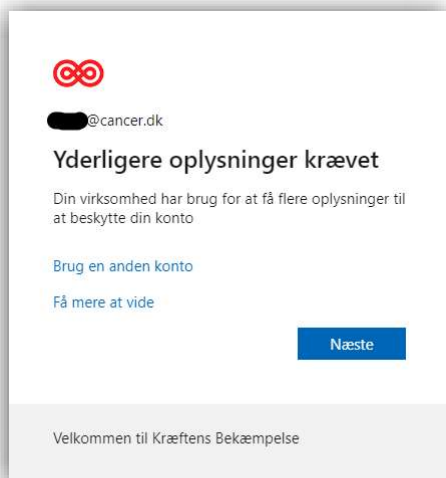 @cancer.dk
Yderligere oplysninger krævet
Din virksomhed har brug for at få flere oplysninger til
at beskytte din konto
Brug en anden konto
Få mere at vide
Næste
Velkommen til Kræftens Bekæmpelse